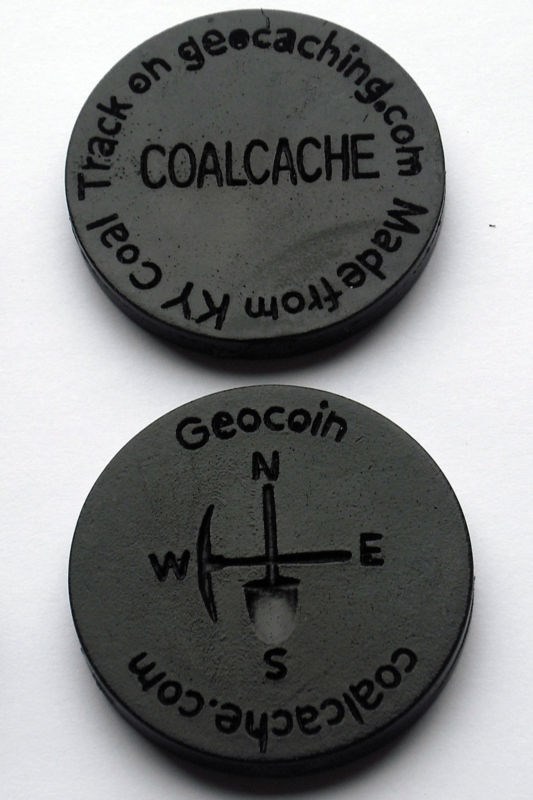 Track on geocaching.com
COALCACHE
Made from KY Coal
Geocoin
N
W E
S
coalcache.com